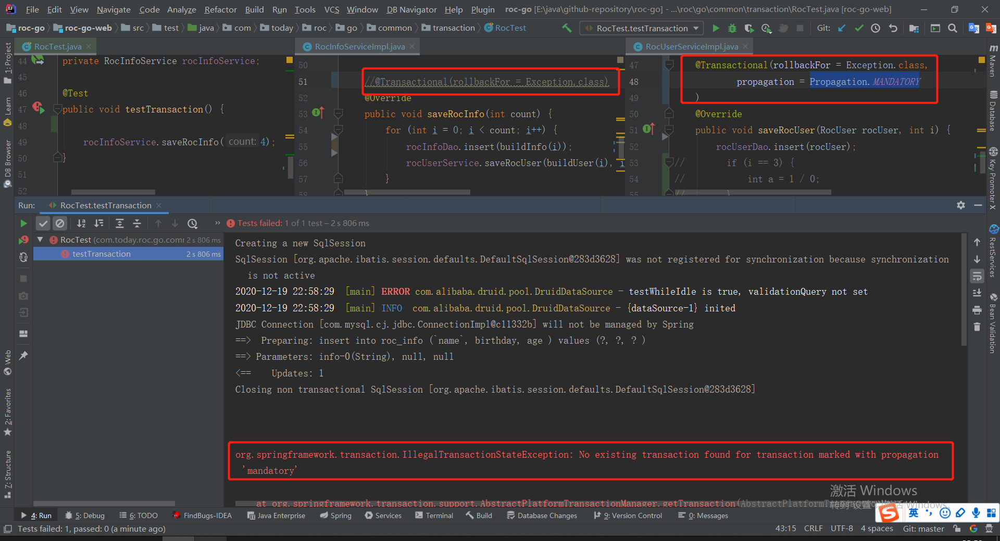 File Edit View Navigate Code Analyze Refactor Build Run Tools VCS Window DB Navigator Help Plugin roc-go [E:\java\github-repository\roc-go] - ...\roc\go\common\transaction\RocTest.java [roc-go-web]
roc-go roc-go-web src test java com today roc go common transaction RocTest RocTest.testTransaction Git:
RocTest.java
44 private RocInfoService rocInfoService;
45
46 @Test
47 public void testTransaction() {
48
49 rocInfoService.saveRocInfo( count: 4);
50 }
51
52
RocInfoServiceImpl.java
50
51 //@Transactional(rollbackFor = Exception.class)
52 @Override
53 public void saveRocInfo(int count) {
54 for (int i = 0; i < count; i++) {
55 rocInfoDao.insert(buildInfo(i));
56 rocUserService.saveRocUser(buildUser(i), i
57 }
58 }
RocUserServiceImpl.java
47 @Transactional(rollbackFor = Exception.class,
48 propagation = Propagation.MANDATORY
49 )
50 @Override
51 public void saveRocUser(RocUser rocUser, int i) {
52 rocUserDao.insert(rocUser);
53 // if (i == 3) {
54 // int a = 1 / 0;
55 // }
1: Project
Learn
DB Browser
Web
2: Favorites
7: Structure
Maven
Database
Key Promoter X
RestServices
Bean Validation
Run: RocTest.testTransaction
Tests failed: 1 of 1 test – 2 s 806 ms
RocTest (com.today.roc.go.comm 2 s 806 ms
testTransaction 2 s 806 ms
Creating a new SqlSession
SqlSession [org.apache.ibatis.session.defaults.DefaultSqlSession@283d3628] was not registered for synchronization because synchronization
is not active
2020-12-19 22:58:29 [main] ERROR com.alibaba.druid.pool.DruidDataSource - testWhileIdle is true, validationQuery not set
2020-12-19 22:58:29 [main] INFO com.alibaba.druid.pool.DruidDataSource - {dataSource-1} inited
JDBC Connection [com.mysql.cj.jdbc.ConnectionImpl@c11332b] will not be managed by Spring
==> Preparing: insert into roc_info (`name`, birthday, age ) values (?, ?, ? )
==> Parameters: info-0(String), null, null
<== Updates: 1
Closing non transactional SqlSession [org.apache.ibatis.session.defaults.DefaultSqlSession@283d3628]
org.springframework.transaction.IllegalTransactionStateException: No existing transaction found for transaction marked with propagation
'mandatory'
at org.springframework.transaction.support.AbstractPlatformTransactionManager.getTransaction(AbstractPlatformT
激活 Windows
转到"设置"以激活 Windows。
4: Run 5: Debug 6: TODO FindBugs-IDEA Java Enterprise Spring Services Terminal Build Database Changes 9: Version Control 0: Messages
英
Tests failed: 1, passed: 0 (a minute ago) 43:15 CRLF UTF-8 4 spaces Git: master